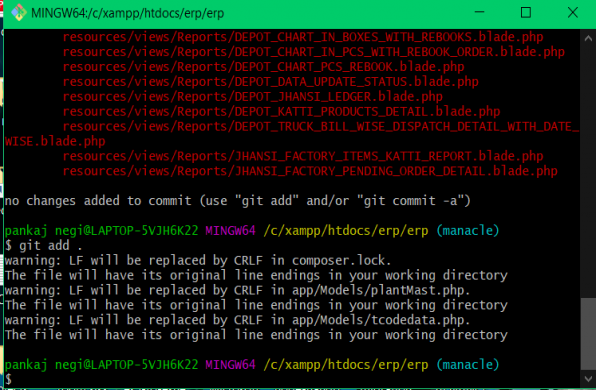 MINGW64:/c/xampp/htdocs/erp/erp
resources/views/Reports/DEPOT_CHART_IN_BOXES_WITH_REBOOKS.blade.php
resources/views/Reports/DEPOT_CHART_IN_PCS_WITH_REBOOK_ORDER.blade.php
resources/views/Reports/DEPOT_CHART_PCS_REBOOK.blade.php
resources/views/Reports/DEPOT_DATA_UPDATE_STATUS.blade.php
resources/views/Reports/DEPOT_JHANSI_LEDGER.blade.php
resources/views/Reports/DEPOT_KATTI_PRODUCTS_DETAIL.blade.php
resources/views/Reports/DEPOT_TRUCK_BILL_WISE_DISPATCH_DETAIL_WITH_DATE_
WISE.blade.php
resources/views/Reports/JHANSI_FACTORY_ITEMS_KATTI_REPORT.blade.php
resources/views/Reports/JHANSI_FACTORY_PENDING_ORDER_DETAIL.blade.php
no changes added to commit (use "git add" and/or "git commit -a")
pankaj negi@LAPTOP-5VJH6K22 MINGW64 /c/xampp/htdocs/erp/erp (manacle)
$ git add .
warning: LF will be replaced by CRLF in composer.lock.
The file will have its original line endings in your working directory
warning: LF will be replaced by CRLF in app/Models/plantMast.php.
The file will have its original line endings in your working directory
warning: LF will be replaced by CRLF in app/Models/tcodedata.php.
The file will have its original line endings in your working directory
pankaj negi@LAPTOP-5VJH6K22 MINGW64 /c/xampp/htdocs/erp/erp (manacle)
$